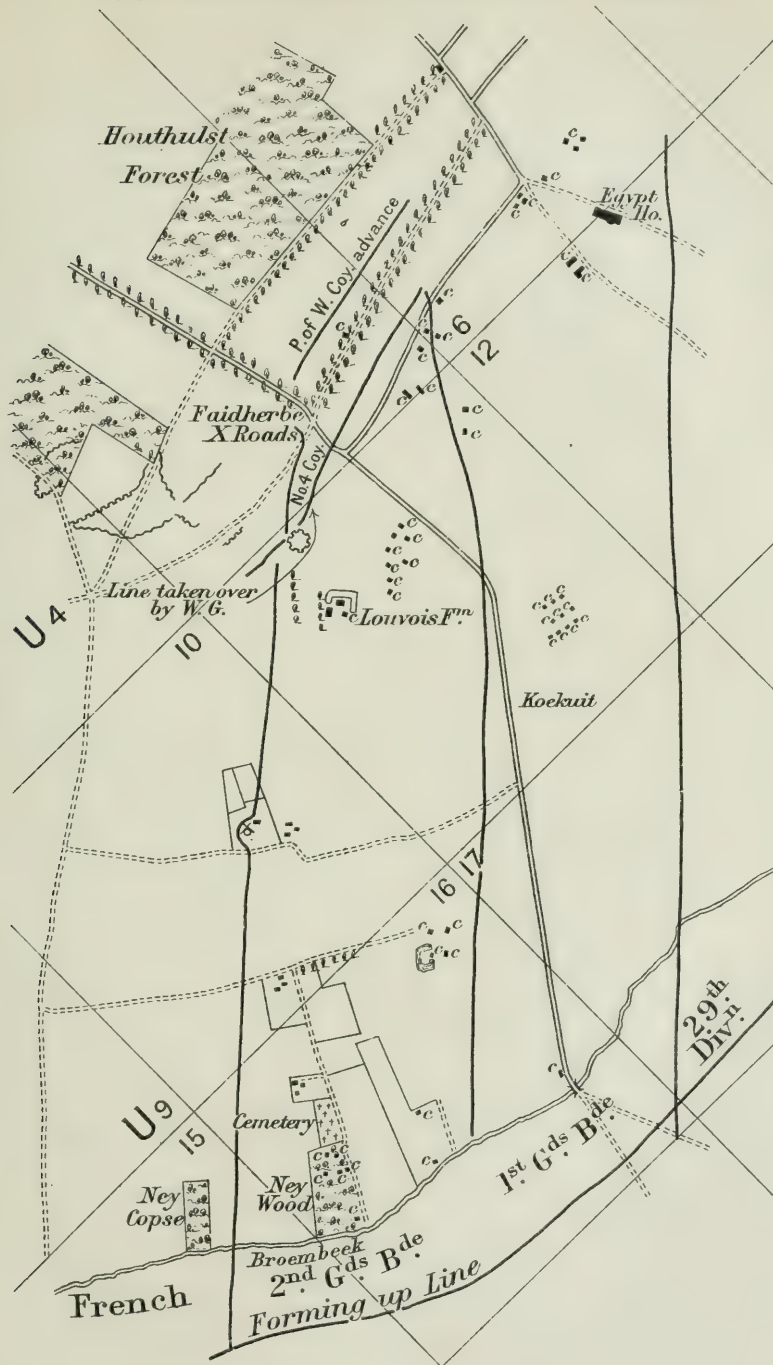 Houthulst
Forest
P. of W. Coy. advance
Egypt
Ho.
6
12
Faidherbe
X Roads
No. 4 Coy.
Line taken over
by W. G.
Louvois Fm.
U 4
10
Koekuit
16
17
29th
Divn.
U 9
15
Cemetery
Ney
Copse
Ney
Wood
1st. Gds. Bde.
Broembeek
2nd. Gds. Bde.
French
Forming up Line